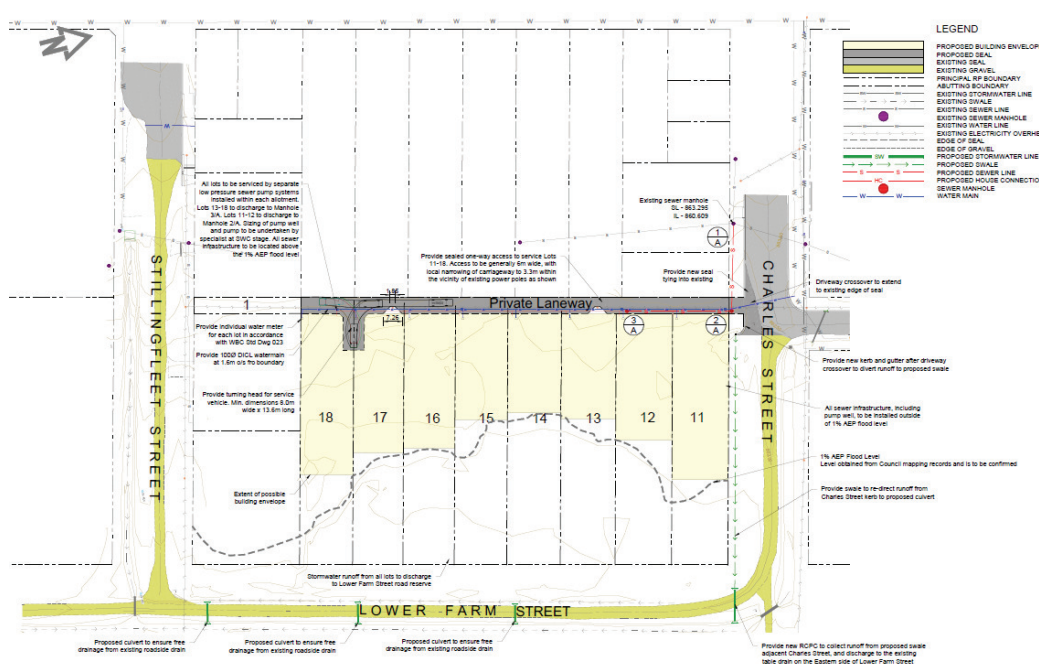 N
LEGEND
PROPOSED BUILDING ENVELOP
PROPOSED SEAL
EXISTING SEAL
EXISTING GRAVEL
PRINCIPAL RP BOUNDARY
ABUTTING BOUNDARY
EXISTING STORMWATER LINE
EXISTING SWALE
EXISTING SEWER LINE
EXISTING SEWER MANHOLE
EXISTING WATER LINE
EXISTING ELECTRICITY OVERHE
EDGE OF SEAL
EDGE OF GRAVEL
PROPOSED STORMWATER LINE
PROPOSED SWALE
PROPOSED SEWER LINE
PROPOSED HOUSE CONNECTION
SEWER MANHOLE
WATER MAIN
All lots to be serviced by separate
low pressure sewer pump systems
installed within each allotment.
Lots 13-18 to discharge to Manhole
3/A. Lots 11-12 to discharge to
Manhole 2/A. Sizing of pump well
and pump to be undertaken by
specialist at SWC stage. All sewer
infrastructure to be located above
the 1% AEP flood level
Existing sewer manhole
SL - 863.295
IL - 860.609
1
A
Provide sealed one-way access to service Lots
11-18. Access to be generally 6m wide, with
local narrowing of carriageway to 3.3m within
the vicinity of existing power poles as shown
Provide new seal
tying into existing
Driveway crossover to extend
to existing edge of seal
STILLINGFLEET STREET
CHARLES STREET
1
Private Laneway
7.26
3
A
2
A
Provide individual water meter
for each lot in accordance
with WBC Std Dwg 023
Provide 100Ø DICL watermain
at 1.6m o/s fro boundary
Provide turning head for service
vehicle. Min. dimensions 8.0m
wide x 13.6m long
Provide new kerb and gutter after driveway
crossover to divert runoff to proposed swale
18
17
16
15
14
13
12
11
All sewer infrastructure, including
pump well, to be installed outside
of 1% AEP flood level
1% AEP Flood Level
Level obtained from Council mapping records and is to be confirmed
Extent of possible
building envelope
Provide swale to re-direct runoff from
Charles Street kerb to proposed culvert
Stormwater runoff from all lots to discharge
to Lower Farm Street road reserve
LOWER FARM STREET
Proposed culvert to ensure free
drainage from existing roadside drain
Proposed culvert to ensure free
drainage from existing roadside drain
Proposed culvert to ensure free
drainage from existing roadside drain
Provide new RCPC to collect runoff from proposed swale
adjacent Charles Street, and discharge to the existing
table drain on the Eastern side of Lower Farm Street